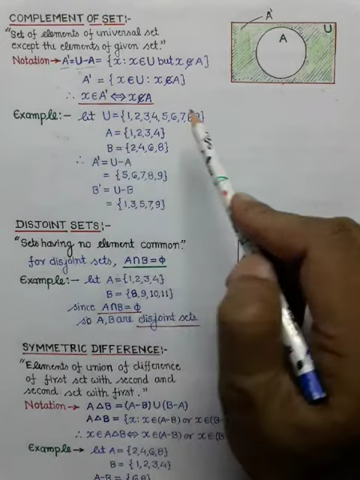 COMPLEMENT OF SET:-
"Set of elements of universal set
except the elements of given set."
Notation→ A'=U-A= {x: x∈U but x∉A}
A' = {x∈U: x∉A}
∴ x∈A' ⇔ x∉A
Example:- let U={1,2,3,4,5,6,7,8,9}
A={1,2,3,4}
B={2,4,6,8}
∴ A'=U-A
= {5,6,7,8,9}
B'=U-B
= {1,3,5,7,9}
DISJOINT SETS:-
"Sets having no element common."
for disjoint sets, A∩B=ϕ
Example:- let A={1,2,3,4}
B={8,9,10,11}
since A∩B=ϕ
so A,B are disjoint sets
SYMMETRIC DIFFERENCE:-
"Elements of union of difference
of first set with second and
second set with first."
Notation→ A△B=(A-B)∪(B-A)
A△B={x: x∈(A-B) or x∈(B-
∴ x∈A△B ⇔ x∈(A-B) or x∈(B-
Example→ let A={2,4,6,8}
B={1,2,3,4}
A-B={6,8}
A'
U
A